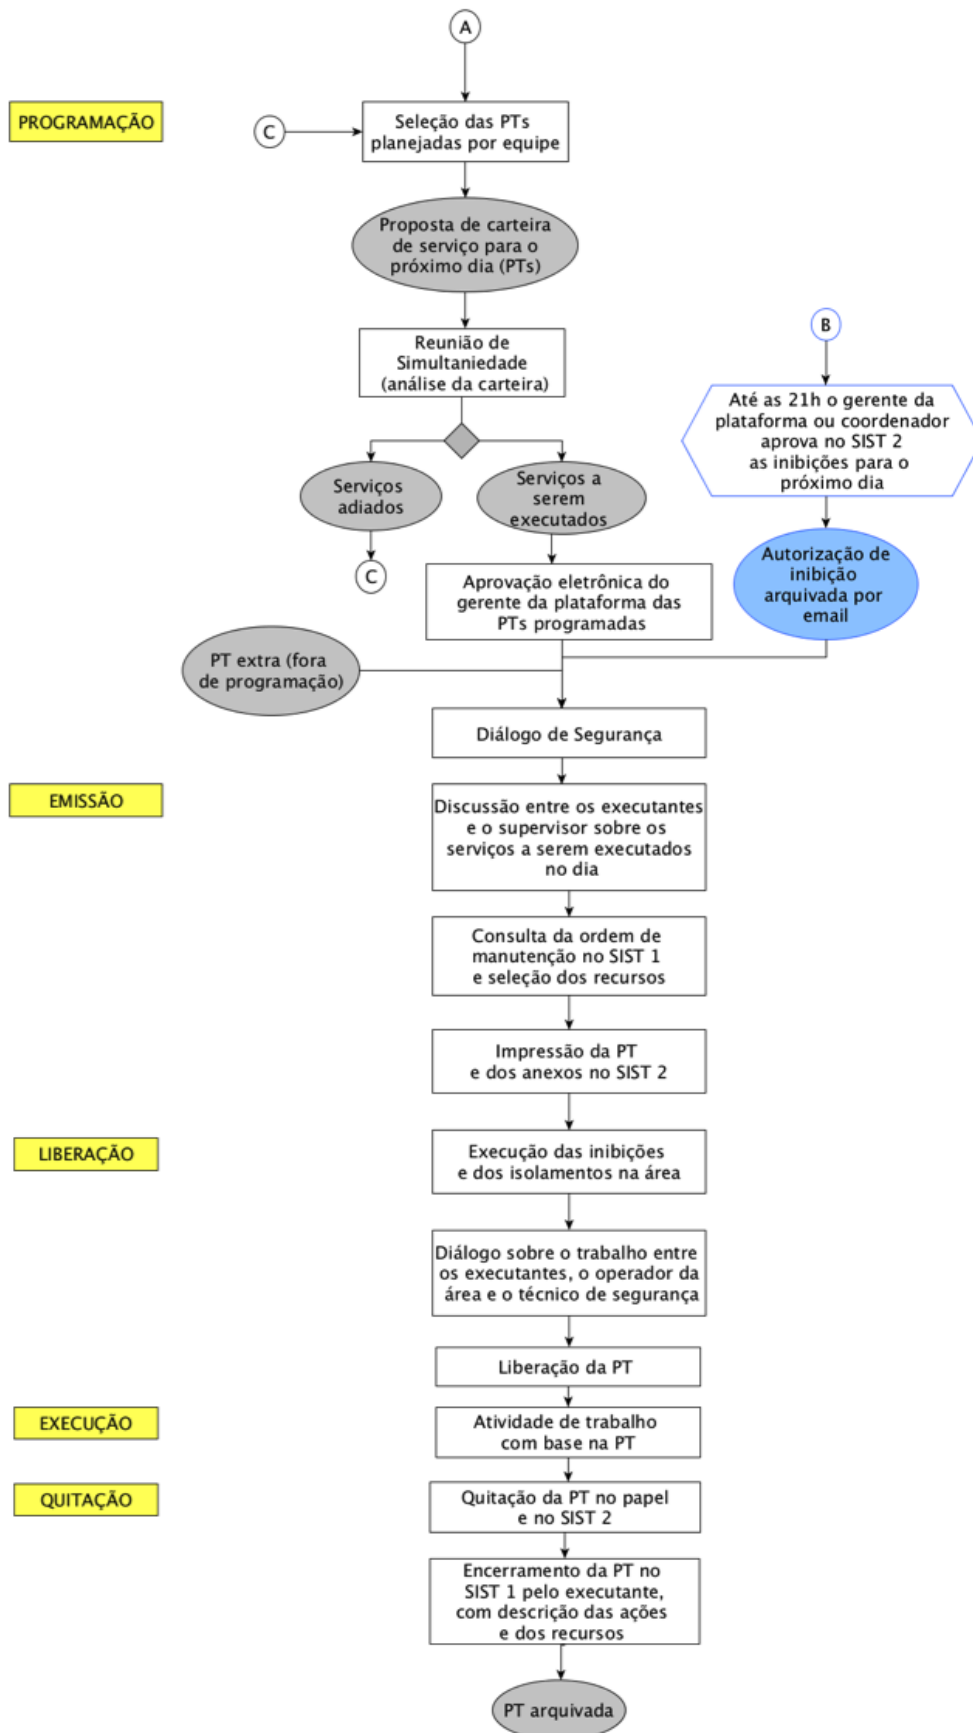 A
PROGRAMAÇÃO
C
Seleção das PTs
planejadas por equipe
Proposta de carteira
de serviço para o
próximo dia (PTs)
Reunião de
Simultaniedade
(análise da carteira)
B
Até as 21h o gerente da
plataforma ou coordenador
aprova no SIST 2
as inibições para o
próximo dia
Serviços
adiados
Serviços a
serem
executados
C
Autorização de
inibição
arquivada por
email
Aprovação eletrônica do
gerente da plataforma das
PTs programadas
PT extra (fora
de programação)
Diálogo de Segurança
EMISSÃO
Discussão entre os executantes
e o supervisor sobre os
serviços a serem executados
no dia
Consulta da ordem de
manutenção no SIST 1
e seleção dos recursos
Impressão da PT
e dos anexos no SIST 2
LIBERAÇÃO
Execução das inibições
e dos isolamentos na área
Diálogo sobre o trabalho entre
os executantes, o operador da
área e o técnico de segurança
Liberação da PT
EXECUÇÃO
Atividade de trabalho
com base na PT
QUITAÇÃO
Quitação da PT no papel
e no SIST 2
Encerramento da PT no
SIST 1 pelo executante,
com descrição das ações
e dos recursos
PT arquivada